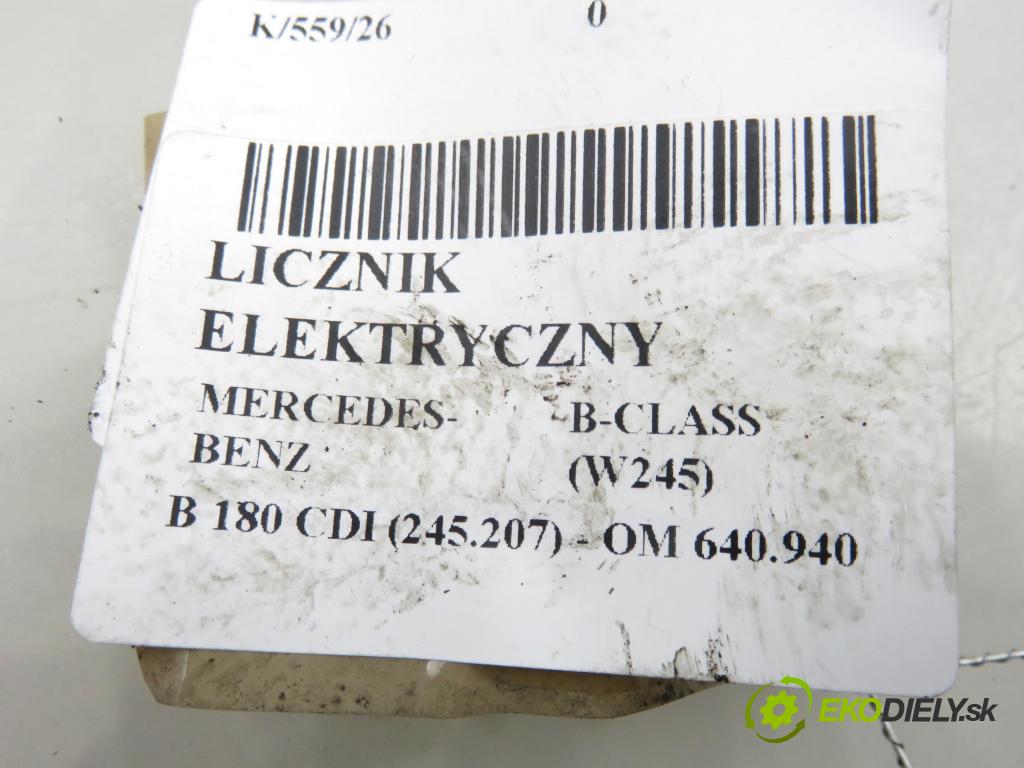 K/559/26 0
LICZNIK
ELEKTRYCZNY
MERCEDES- B-CLASS
BENZ (W245)
B 180 CDI (245.207) - OM 640.940
EKODIELY.sk